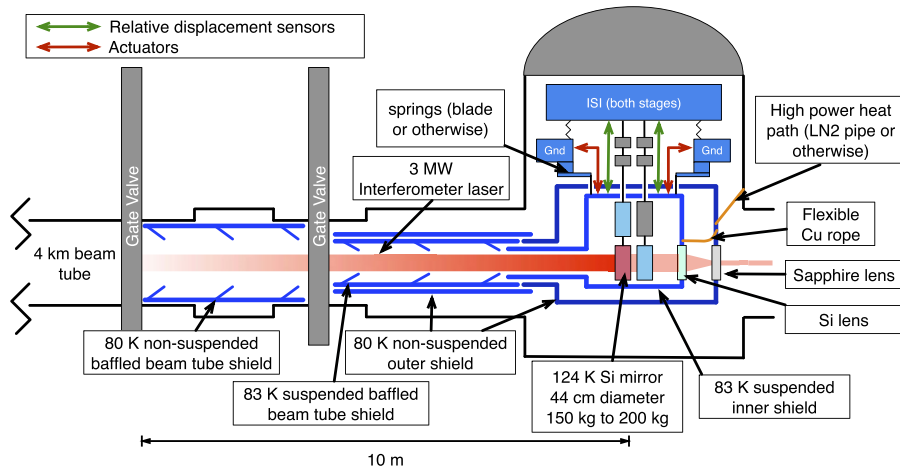 Relative displacement sensors
Actuators
springs (blade
or otherwise)
ISI (both stages)
Gnd
Gnd
High power heat
path (LN2 pipe or
otherwise)
3 MW
Interferometer laser
Gate Valve
Gate Valve
Flexible
Cu rope
4 km beam
tube
Sapphire lens
Si lens
80 K non-suspended
baffled beam tube shield
80 K non-suspended
outer shield
83 K suspended baffled
beam tube shield
124 K Si mirror
44 cm diameter
150 kg to 200 kg
83 K suspended
inner shield
10 m